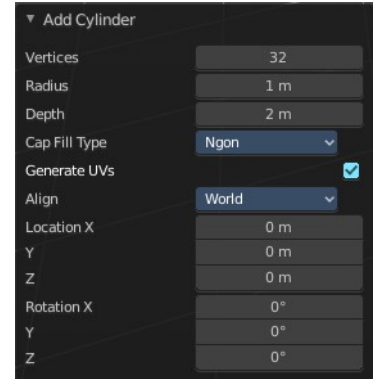 Add Cylinder
Vertices 32
Radius 1 m
Depth 2 m
Cap Fill Type Ngon
Generate UVs
Align World
Location X 0 m
Y 0 m
Z 0 m
Rotation X 0°
Y 0°
Z 0°